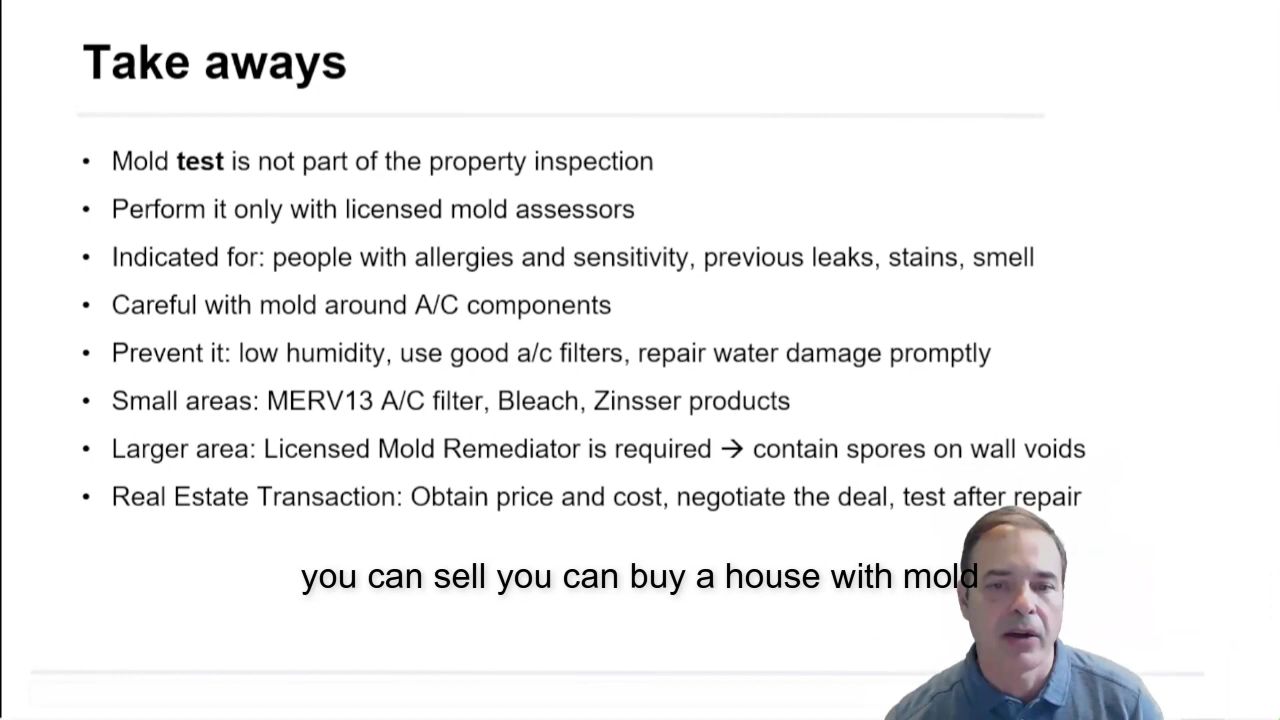 Take aways
• Mold test is not part of the property inspection
• Perform it only with licensed mold assessors
• Indicated for: people with allergies and sensitivity, previous leaks, stains, smell
• Careful with mold around A/C components
• Prevent it: low humidity, use good a/c filters, repair water damage promptly
• Small areas: MERV13 A/C filter, Bleach, Zinsser products
• Larger area: Licensed Mold Remediator is required → contain spores on wall voids
• Real Estate Transaction: Obtain price and cost, negotiate the deal, test after repair
you can sell you can buy a house with mold